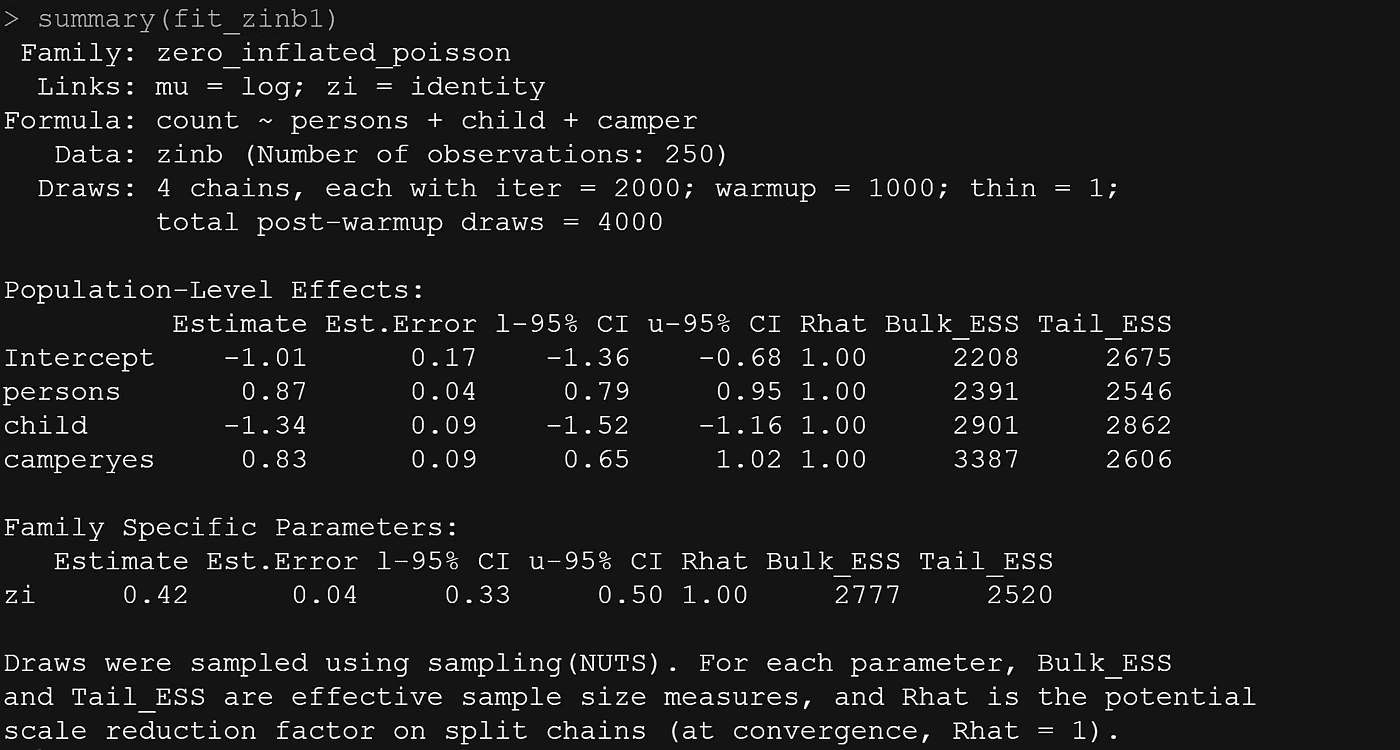 > summary(fit_zinb1)
 Family: zero_inflated_poisson
  Links: mu = log; zi = identity
Formula: count ~ persons + child + camper
   Data: zinb (Number of observations: 250)
  Draws: 4 chains, each with iter = 2000; warmup = 1000; thin = 1;
         total post-warmup draws = 4000

Population-Level Effects:
          Estimate Est.Error l-95% CI u-95% CI Rhat Bulk_ESS Tail_ESS
Intercept    -1.01      0.17    -1.36    -0.68 1.00     2208     2675
persons       0.87      0.04     0.79     0.95 1.00     2391     2546
child        -1.34      0.09    -1.52    -1.16 1.00     2901     2862
camperyes     0.83      0.09     0.65     1.02 1.00     3387     2606

Family Specific Parameters:
   Estimate Est.Error l-95% CI u-95% CI Rhat Bulk_ESS Tail_ESS
zi     0.42      0.04     0.33     0.50 1.00     2777     2520

Draws were sampled using sampling(NUTS). For each parameter, Bulk_ESS
and Tail_ESS are effective sample size measures, and Rhat is the potential
scale reduction factor on split chains (at convergence, Rhat = 1).